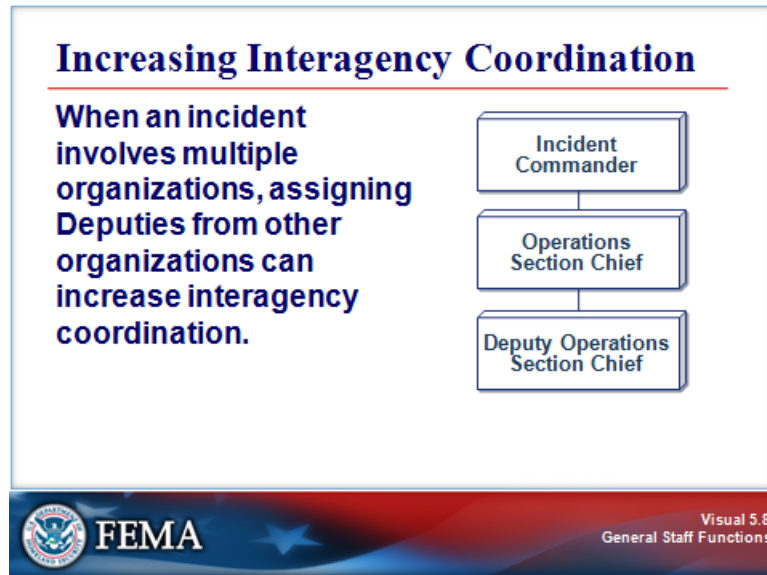 Increasing Interagency Coordination
When an incident
involves multiple
organizations, assigning
Deputies from other
organizations can
increase interagency
coordination.
Incident
Commander
Operations
Section Chief
Deputy Operations
Section Chief
FEMA
Visual 5.8
General Staff Functions